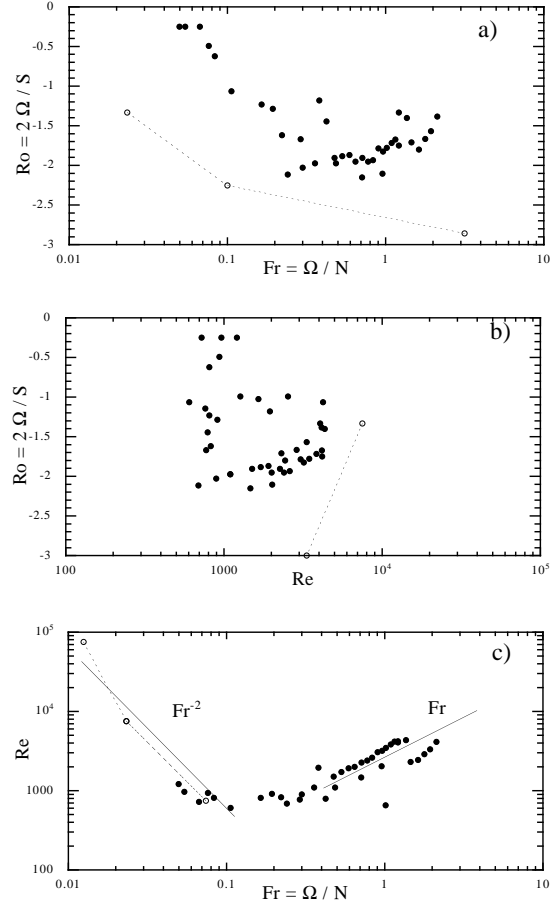 a)
0
-0.5
-1
-1.5
-2
-2.5
-3
Ro = 2 Ω / S
0.01
0.1
1
10
Fr = Ω / N
b)
0
-0.5
-1
-1.5
-2
-2.5
-3
Ro = 2 Ω / S
100
1000
10⁴
10⁵
Re
c)
10⁵
10⁴
1000
100
Re
Fr⁻²
Fr
0.01
0.1
1
10
Fr = Ω / N